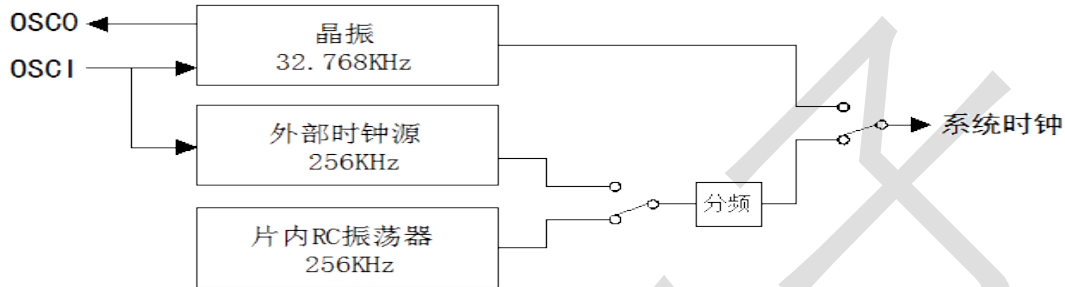 OSCO
晶振
32.768KHz
OSCI
外部时钟源
256KHz
系统时钟
分频
片内RC振荡器
256KHz